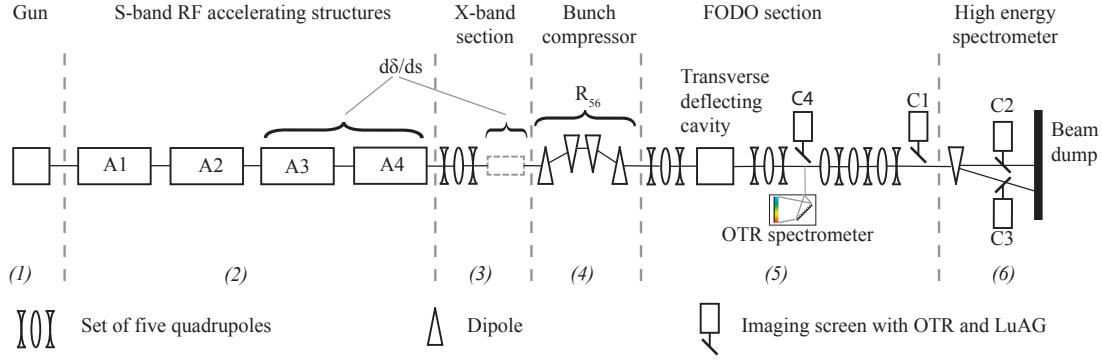 Gun
S-band RF accelerating structures
X-band
section
Bunch
compressor
FODO section
High energy
spectrometer
dδ/ds
R56
Transverse
deflecting
cavity
C4
C1
C2
Beam
dump
A1
A2
A3
A4
OTR spectrometer
C3
(1)
(2)
(3)
(4)
(5)
(6)
Set of five quadrupoles
Dipole
Imaging screen with OTR and LuAG